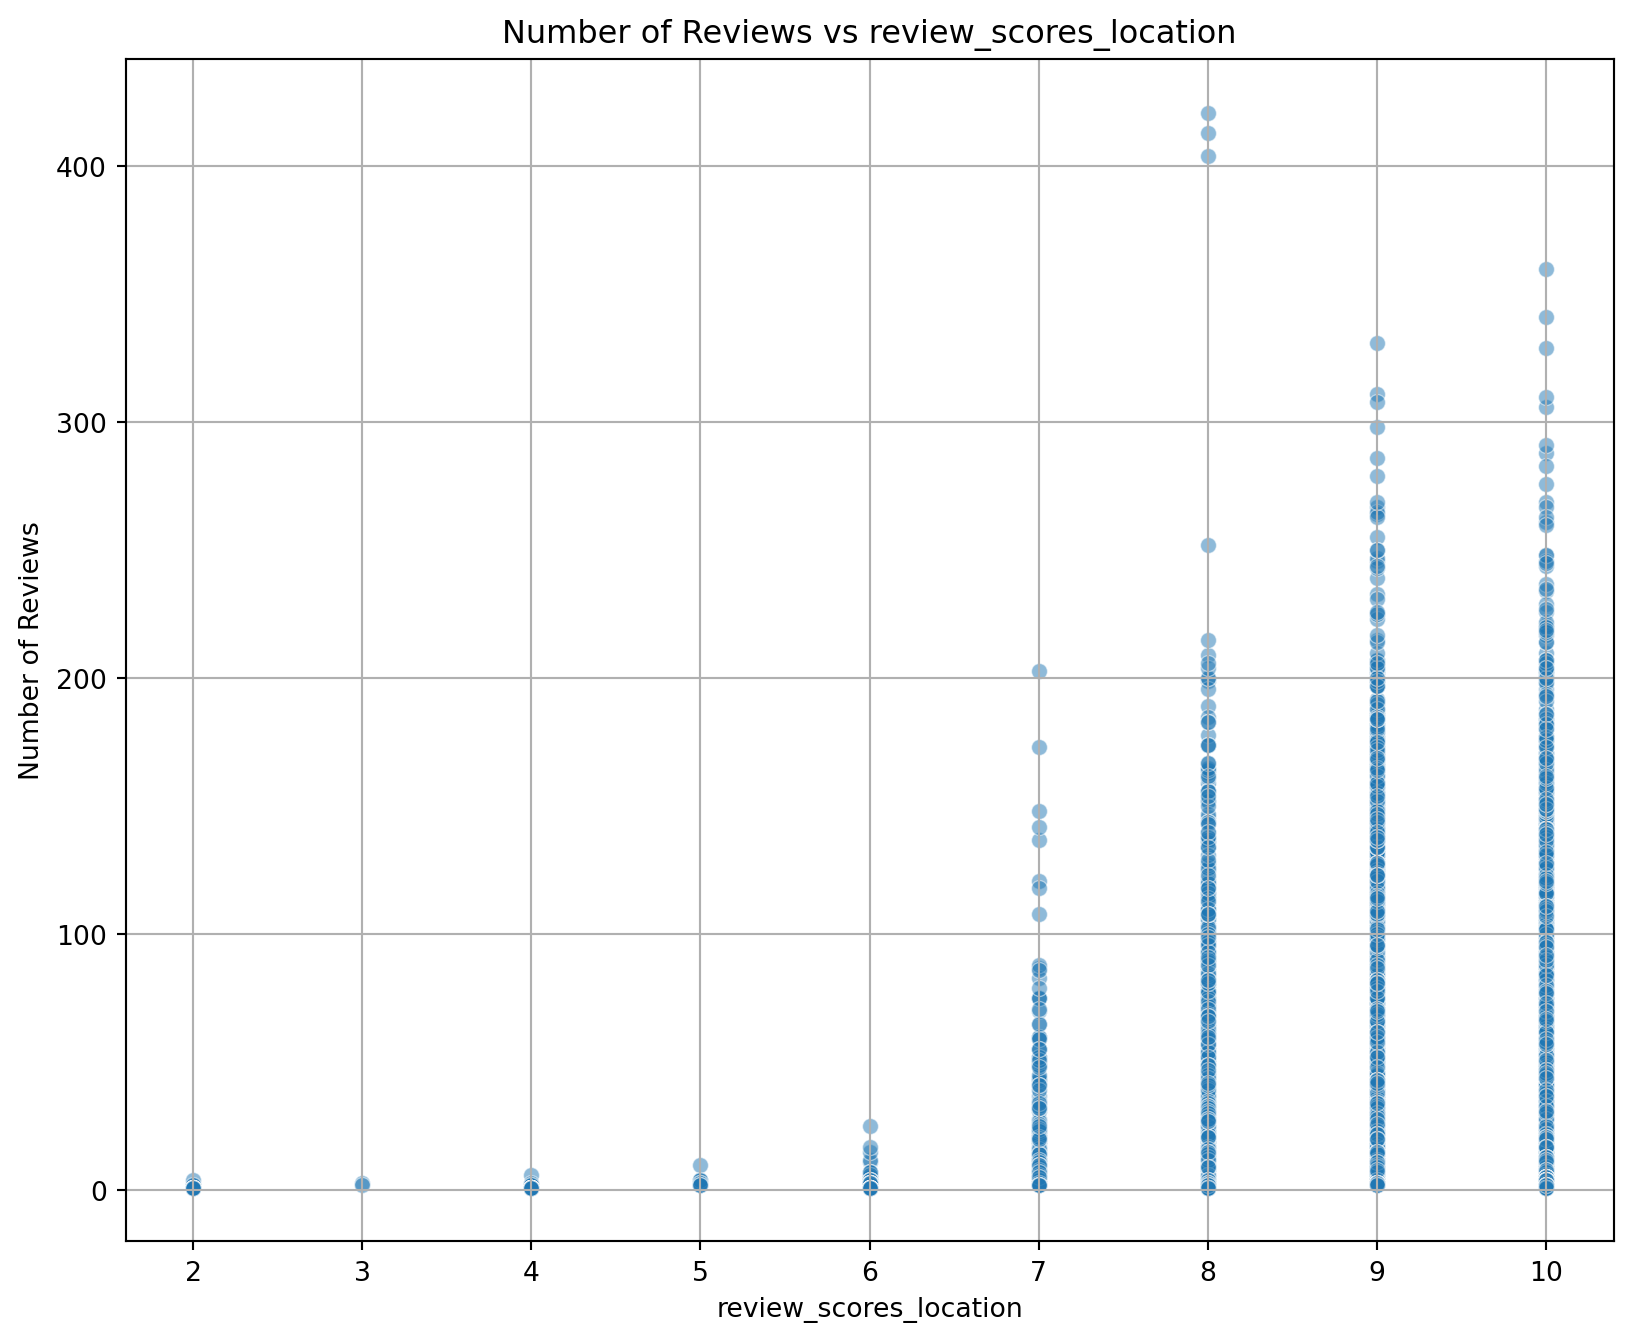 Number of Reviews vs review_scores_location
Number of Reviews
400
300
200
100
0
2 3 4 5 6 7 8 9 10
review_scores_location